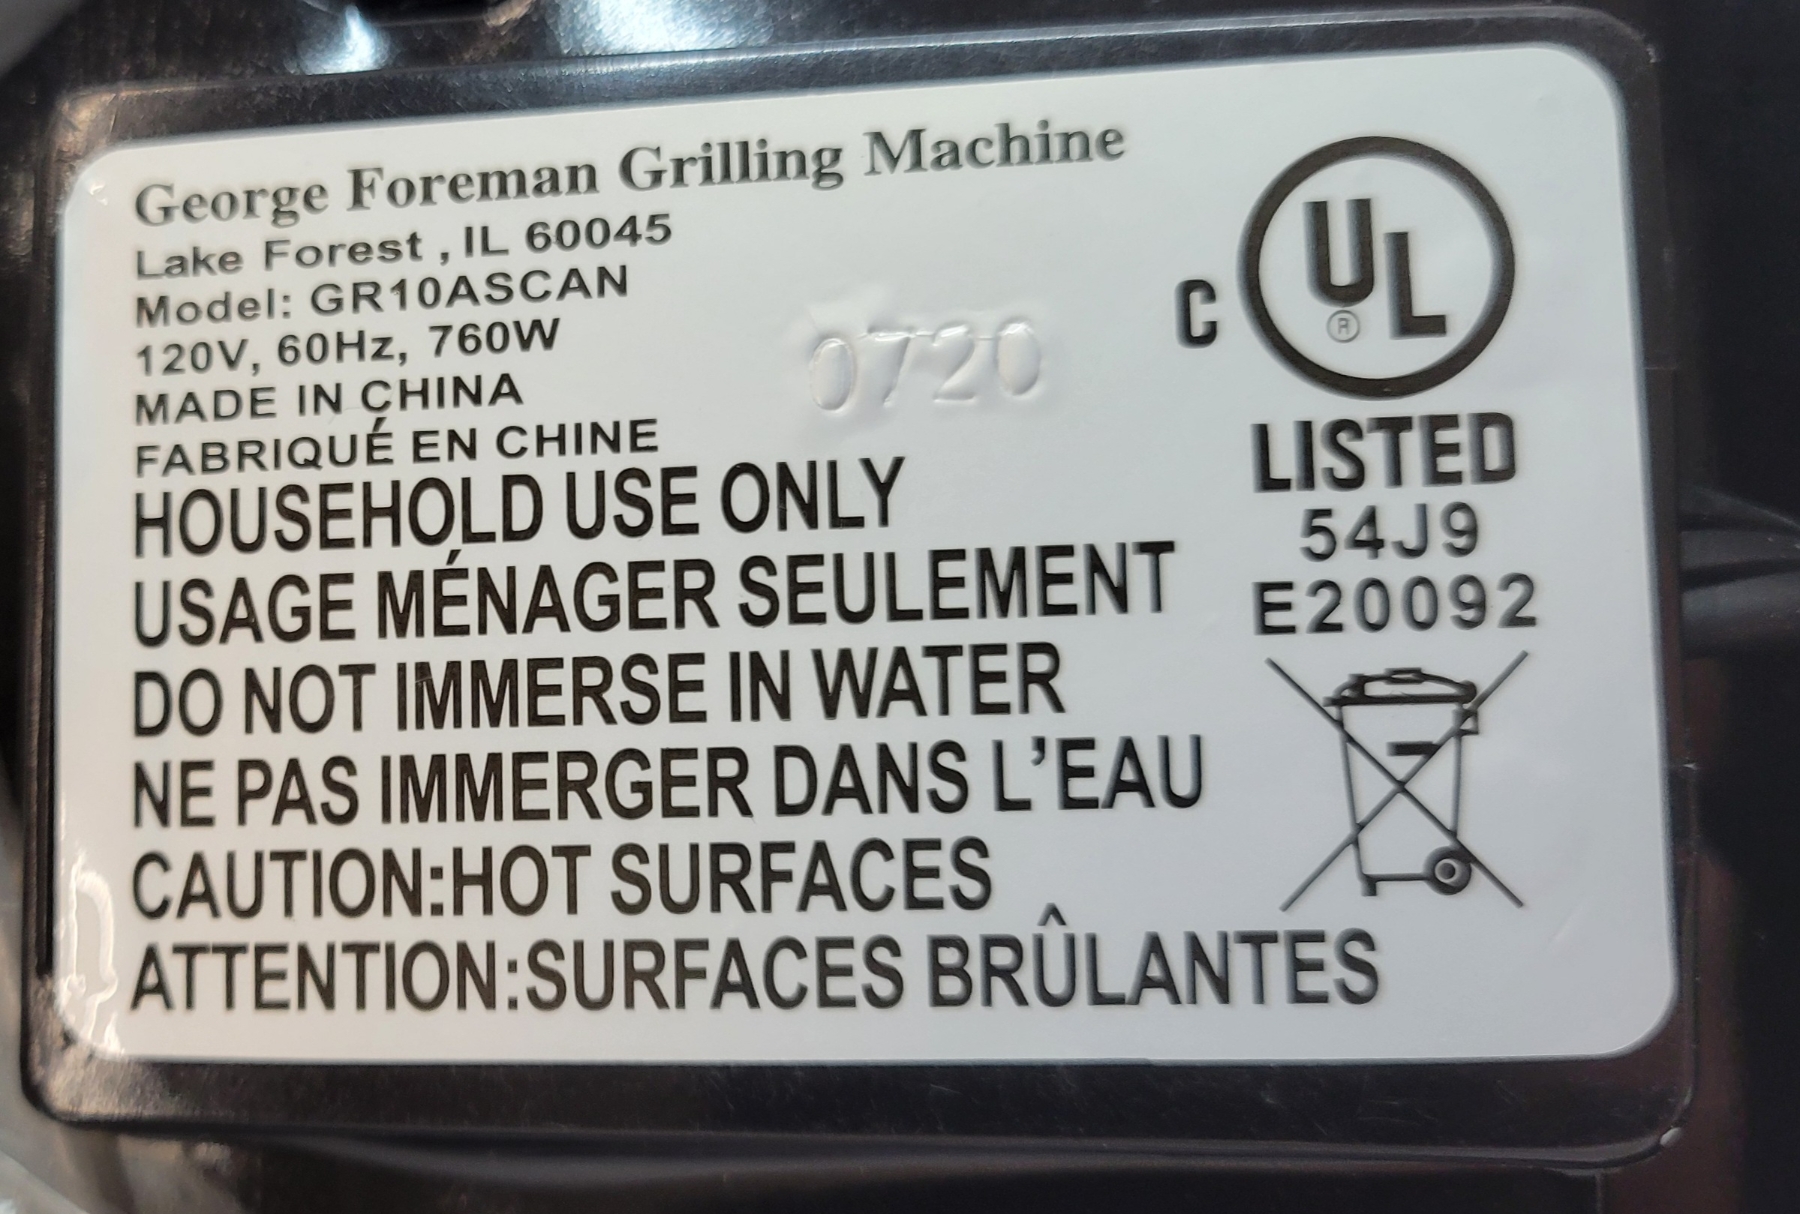 George Foreman Grilling Machine
Lake Forest , IL 60045
Model: GR10ASCAN
120V, 60Hz, 760W
MADE IN CHINA
FABRIQUÉ EN CHINE
0720
HOUSEHOLD USE ONLY
USAGE MÉNAGER SEULEMENT
DO NOT IMMERSE IN WATER
NE PAS IMMERGER DANS L'EAU
CAUTION:HOT SURFACES
ATTENTION:SURFACES BRÛLANTES
C UL ®
LISTED
54J9
E20092